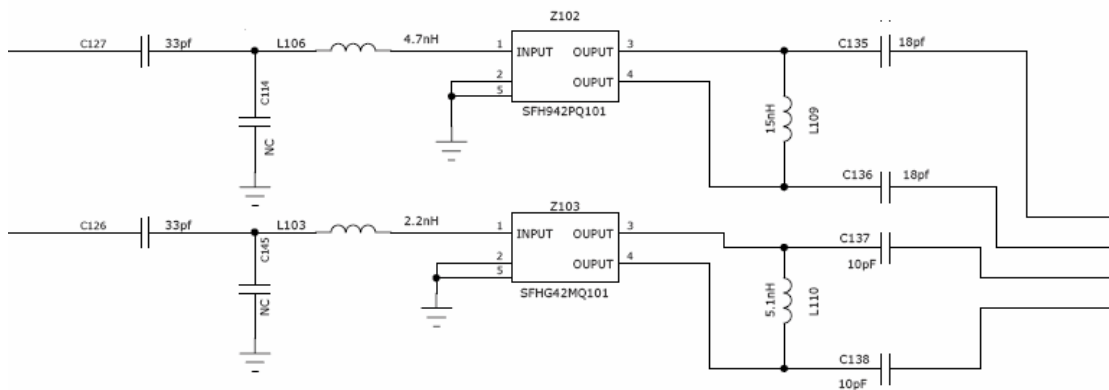 Z102
C127 33pf L106 4.7nH 1 INPUT OUPUT 3 C135 18pf
2 OUPUT 4
5
C114 SFH942PQ101 15nH L109
NC
C136 18pf
Z103
C126 33pf L103 2.2nH 1 INPUT OUPUT 3 C137
C145 2 OUPUT 4 10pF
5
NC SFHG42MQ101 5.1nH L110
C138
10pF